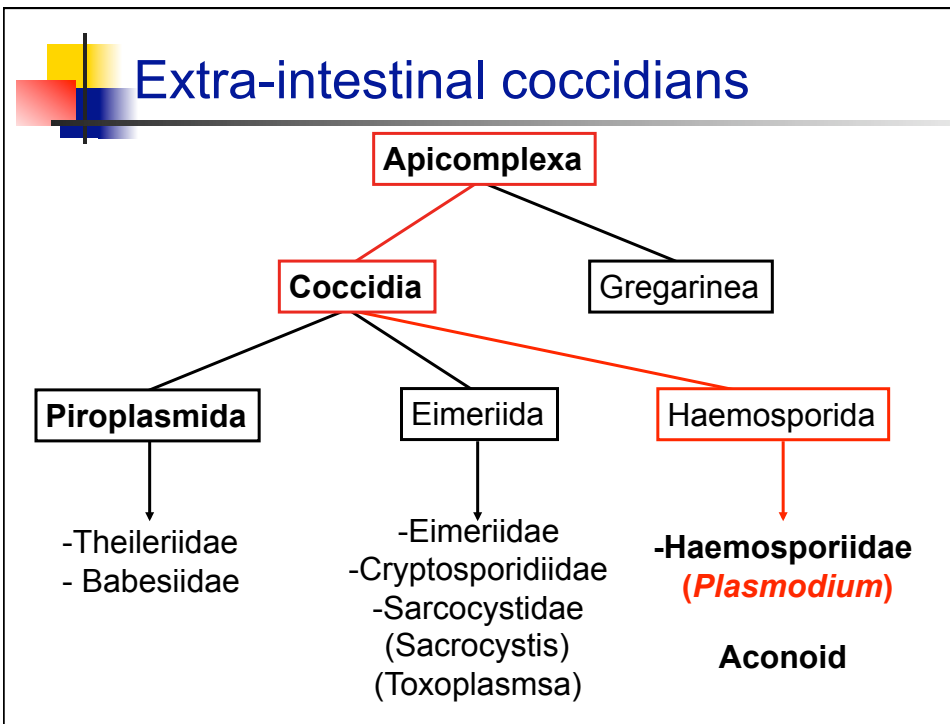 Extra-intestinal coccidians
Apicomplexa
Coccidia
Gregarinea
Piroplasmida
Eimeriida
Haemosporida
-Theileriidae
- Babesiidae
-Eimeriidae
-Cryptosporidiidae
-Sarcocystidae
(Sacrocystis)
(Toxoplasmsa)
-Haemosporiidae
(Plasmodium)
Aconoid